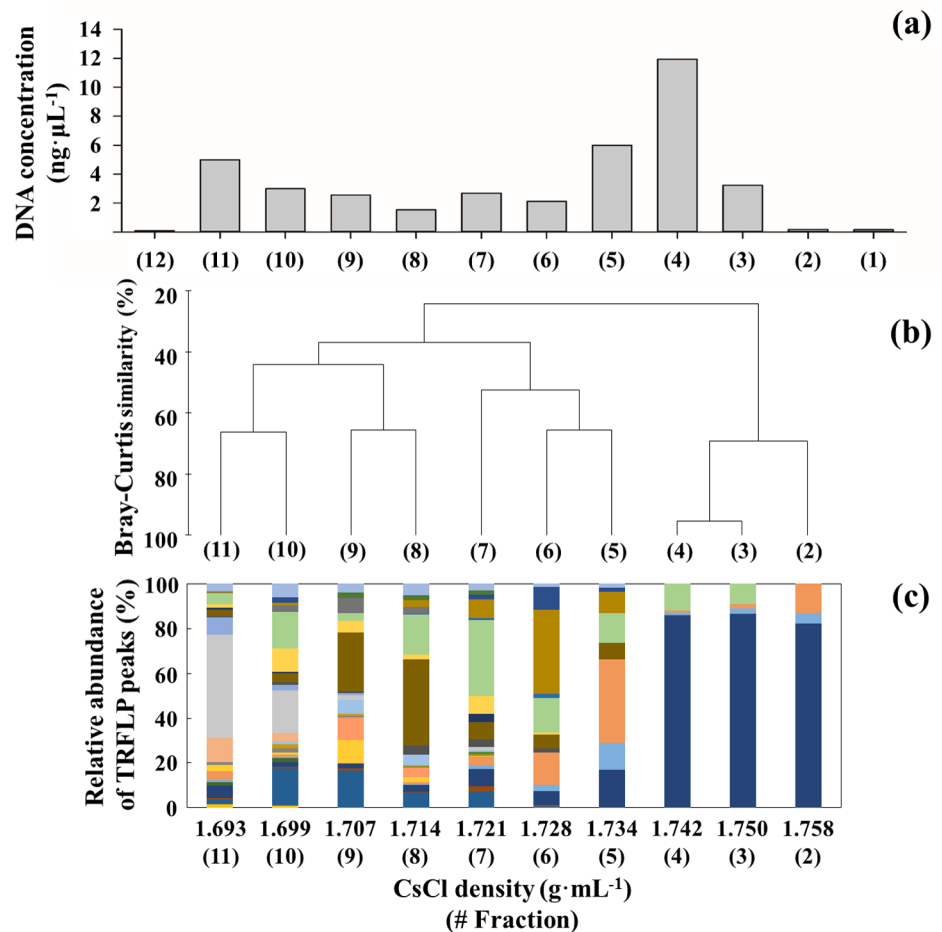 (a)
DNA concentration
(ng·µL⁻¹)
14
12
10
8
6
4
2
(12) (11) (10) (9) (8) (7) (6) (5) (4) (3) (2) (1)
(b)
Bray-Curtis similarity (%)
20
40
60
80
100
(11) (10) (9) (8) (7) (6) (5) (4) (3) (2)
(c)
Relative abundance
of TRFLP peaks (%)
100
80
60
40
20
0
1.693 1.699 1.707 1.714 1.721 1.728 1.734 1.742 1.750 1.758
(11) (10) (9) (8) (7) (6) (5) (4) (3) (2)
CsCl density (g·mL⁻¹)
(# Fraction)